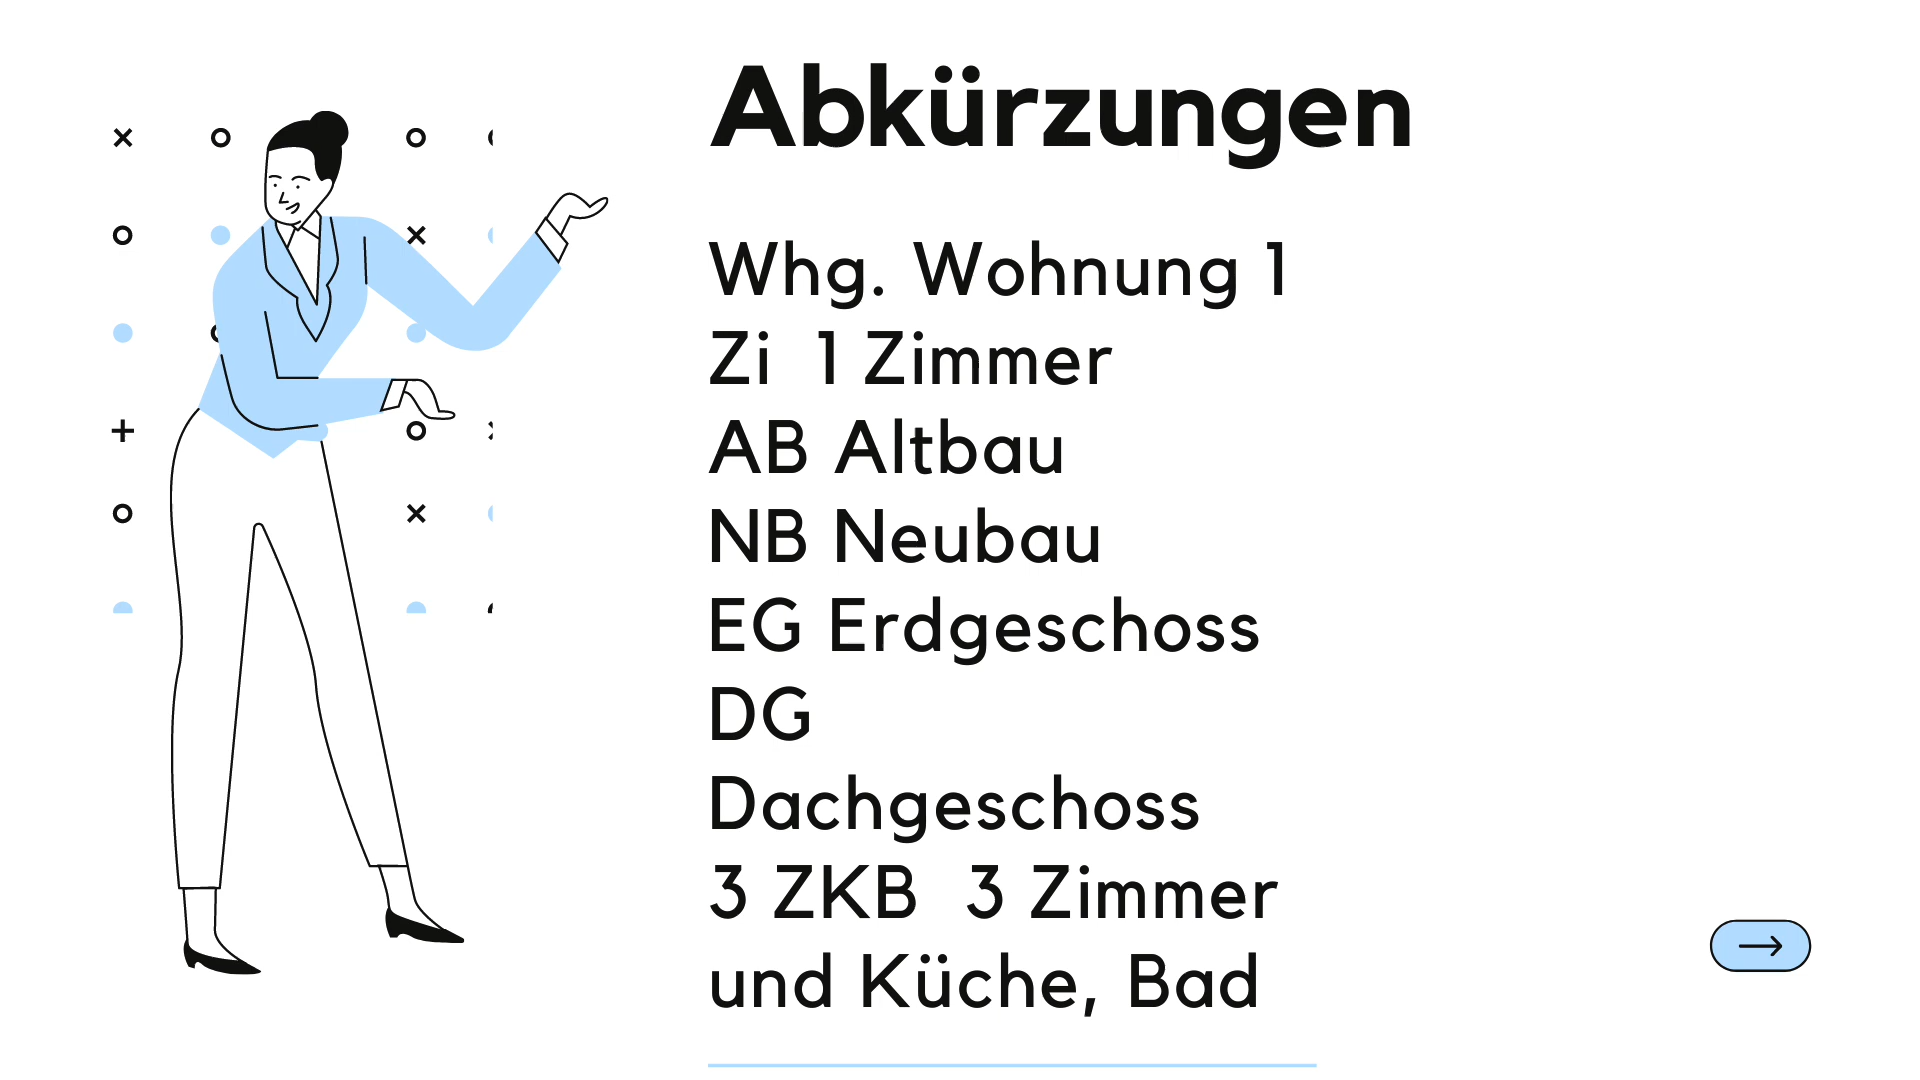 Abkürzungen
Whg. Wohnung 1
Zi 1 Zimmer
AB Altbau
NB Neubau
EG Erdgeschoss
DG
Dachgeschoss
3 ZKB 3 Zimmer
und Küche, Bad